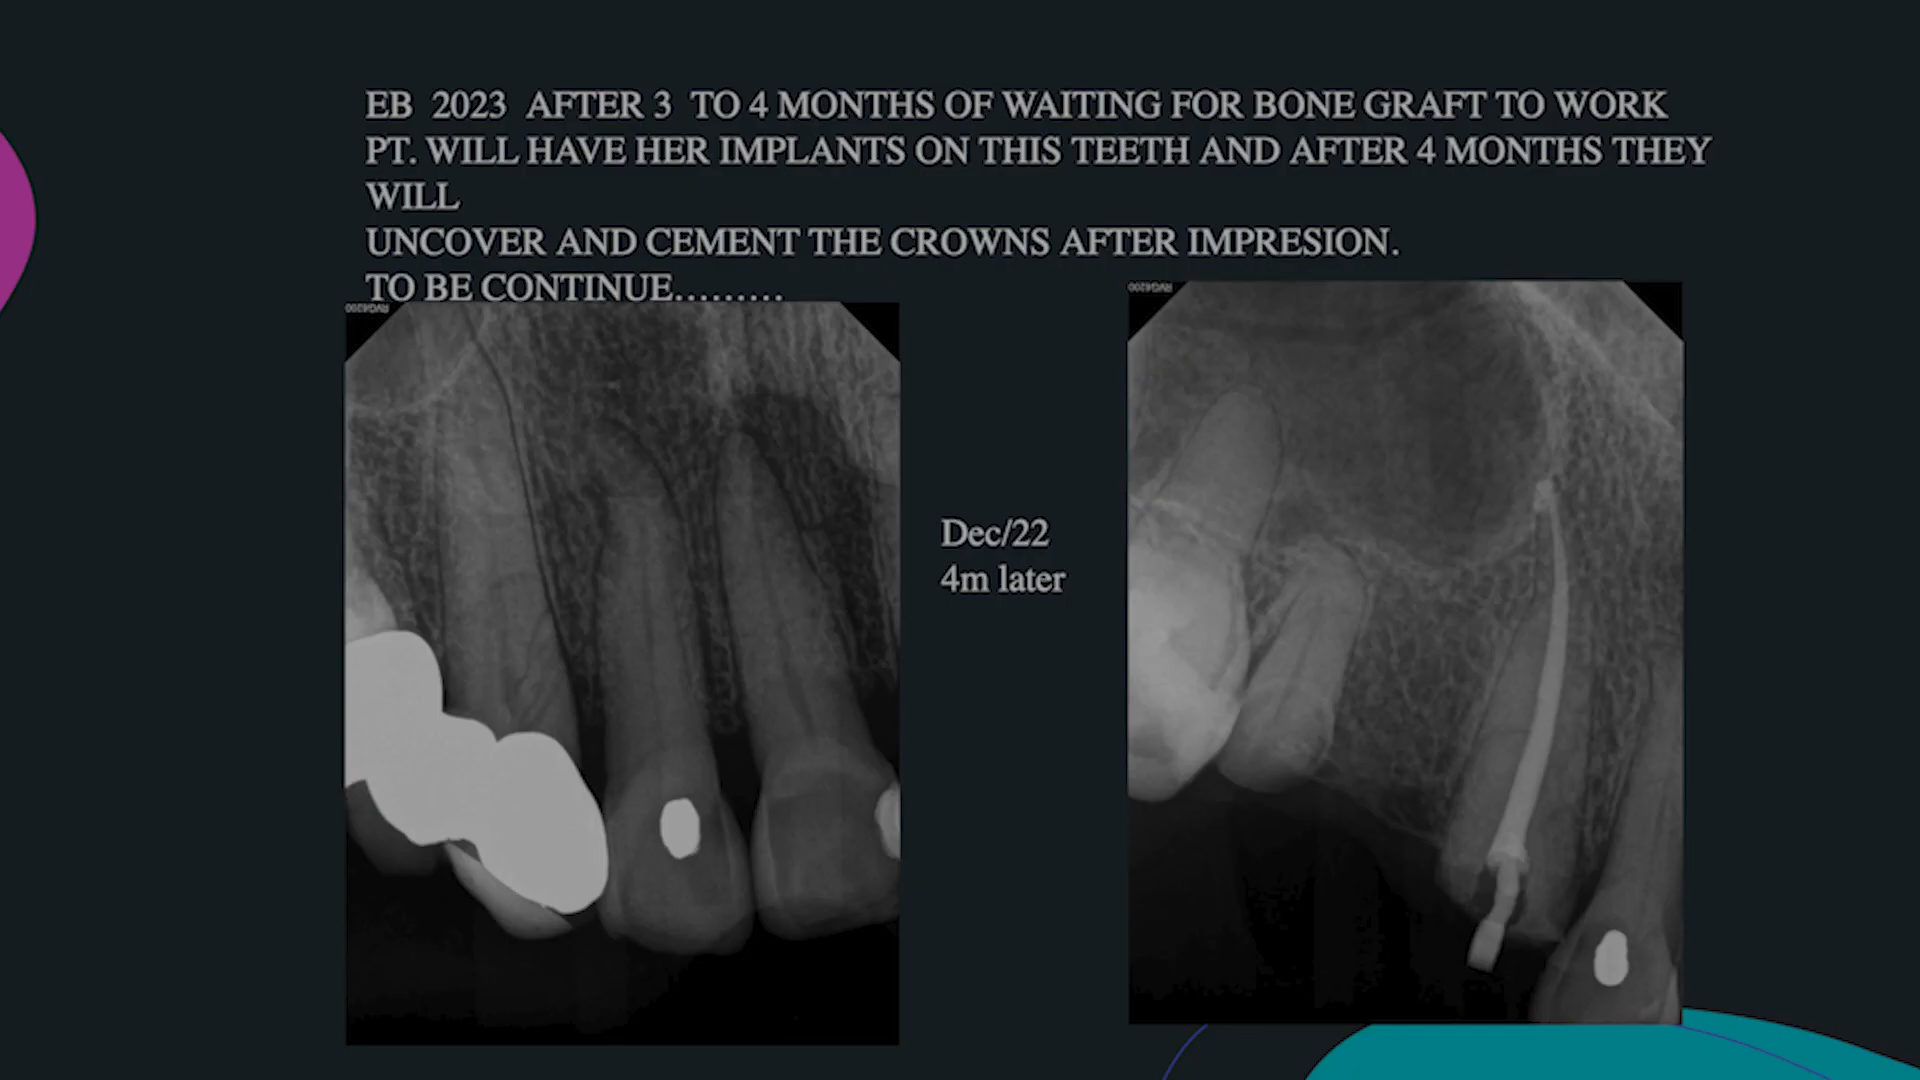 EB 2023 AFTER 3 TO 4 MONTHS OF WAITING FOR BONE GRAFT TO WORK
PT. WILL HAVE HER IMPLANTS ON THIS TEETH AND AFTER 4 MONTHS THEY
WILL
UNCOVER AND CEMENT THE CROWNS AFTER IMPRESION.
TO BE CONTINUE.........
Dec/22
4m later